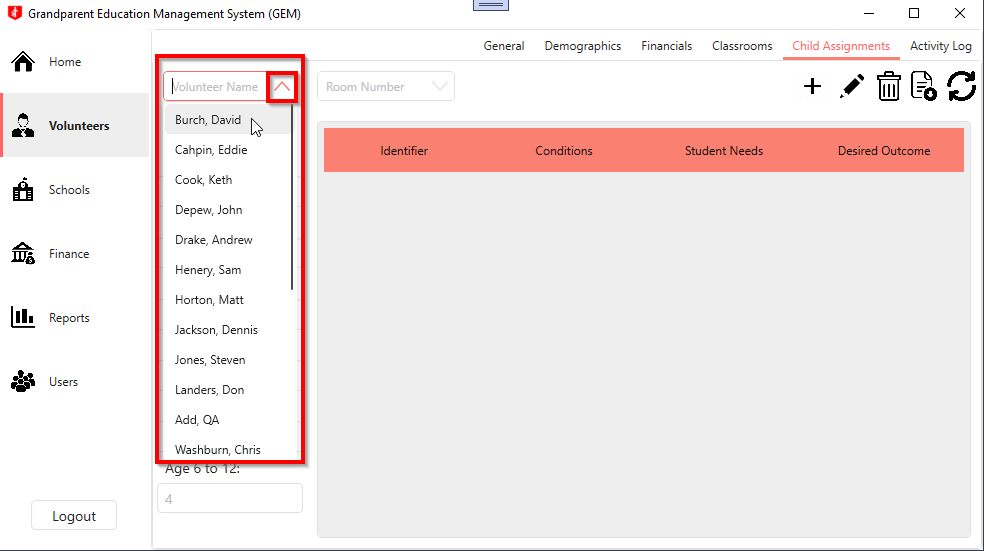 Grandparent Education Management System (GEM)
Home
Volunteers
Schools
Finance
Reports
Users
Logout
General Demographics Financials Classrooms Child Assignments Activity Log
Volunteer Name
Room Number
Burch, David
Cahpin, Eddie
Cook, Keth
Depew, John
Drake, Andrew
Henery, Sam
Horton, Matt
Jackson, Dennis
Jones, Steven
Landers, Don
Add, QA
Washburn, Chris
Age 6 to 12:
4
Identifier Conditions Student Needs Desired Outcome